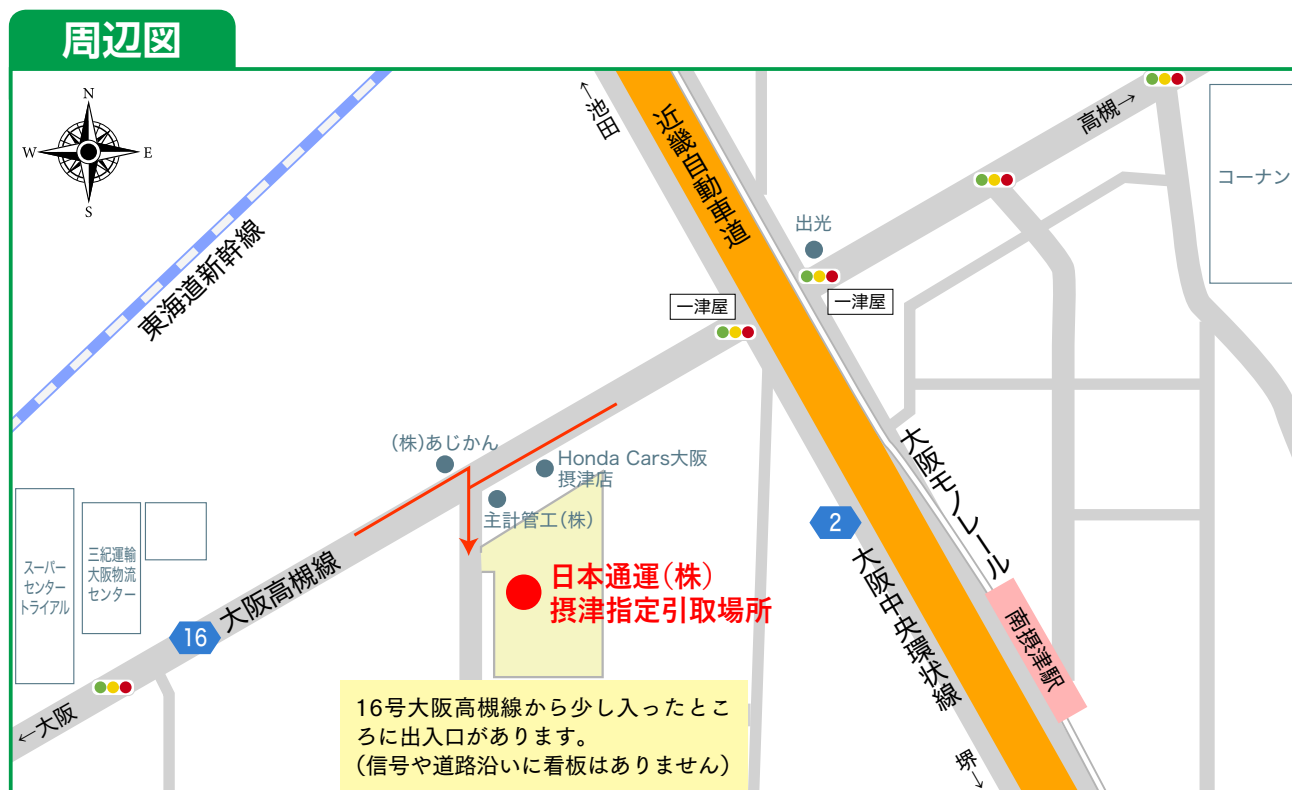 周辺図
N
W
E
S
東海道新幹線
←池田
近畿自動車道
高槻→
コーナン
出光
一津屋
一津屋
(株)あじかん
Honda Cars大阪
摂津店
主計管工(株)
大阪モノレール
2
大阪中央環状線
南摂津駅
堺→
スーパー
センター
トライアル
三紀運輸
大阪物流
センター
大阪高槻線
16
←大阪
日本通運(株)
摂津指定引取場所
16号大阪高槻線から少し入ったとこ
ろに出入口があります。
(信号や道路沿いに看板はありません)